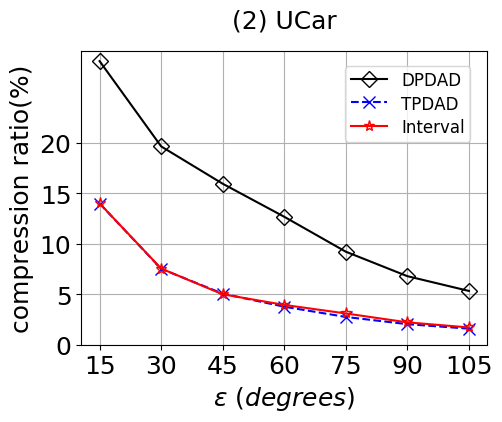 (2) UCar
compression ratio(%)
20
15
10
5
0
DPDAD
TPDAD
Interval
15 30 45 60 75 90 105
ε (degrees)